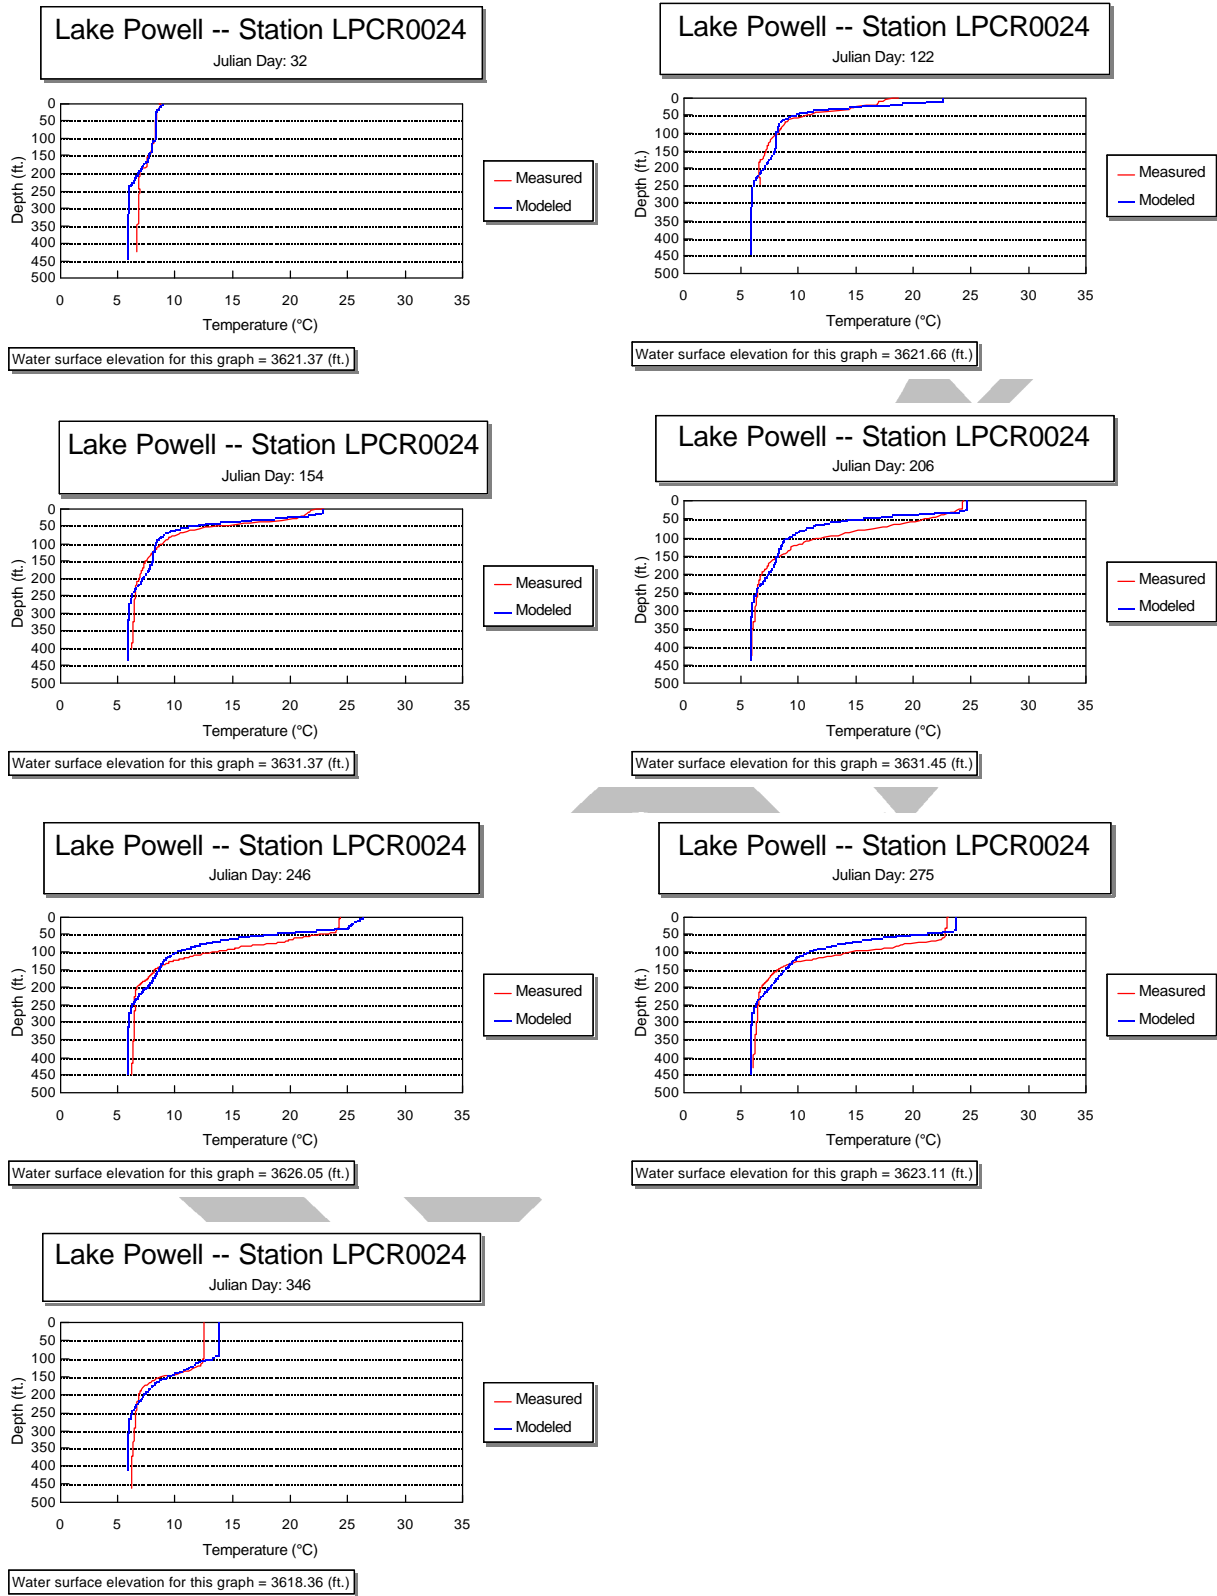 Lake Powell -- Station LPCR0024
Julian Day: 32
0
50
100
150
200
250
300
350
400
450
500
0 5 10 15 20 25 30 35
Depth (ft.)
Temperature (°C)
Measured
Modeled
Water surface elevation for this graph = 3621.37 (ft.)
Lake Powell -- Station LPCR0024
Julian Day: 122
0
50
100
150
200
250
300
350
400
450
500
0 5 10 15 20 25 30 35
Depth (ft.)
Temperature (°C)
Measured
Modeled
Water surface elevation for this graph = 3621.66 (ft.)
Lake Powell -- Station LPCR0024
Julian Day: 154
0
50
100
150
200
250
300
350
400
450
500
0 5 10 15 20 25 30 35
Depth (ft.)
Temperature (°C)
Measured
Modeled
Water surface elevation for this graph = 3631.37 (ft.)
Lake Powell -- Station LPCR0024
Julian Day: 206
0
50
100
150
200
250
300
350
400
450
500
0 5 10 15 20 25 30 35
Depth (ft.)
Temperature (°C)
Measured
Modeled
Water surface elevation for this graph = 3631.45 (ft.)
Lake Powell -- Station LPCR0024
Julian Day: 246
0
50
100
150
200
250
300
350
400
450
500
0 5 10 15 20 25 30 35
Depth (ft.)
Temperature (°C)
Measured
Modeled
Water surface elevation for this graph = 3626.05 (ft.)
Lake Powell -- Station LPCR0024
Julian Day: 275
0
50
100
150
200
250
300
350
400
450
500
0 5 10 15 20 25 30 35
Depth (ft.)
Temperature (°C)
Measured
Modeled
Water surface elevation for this graph = 3623.11 (ft.)
Lake Powell -- Station LPCR0024
Julian Day: 346
0
50
100
150
200
250
300
350
400
450
500
0 5 10 15 20 25 30 35
Depth (ft.)
Temperature (°C)
Measured
Modeled
Water surface elevation for this graph = 3618.36 (ft.)